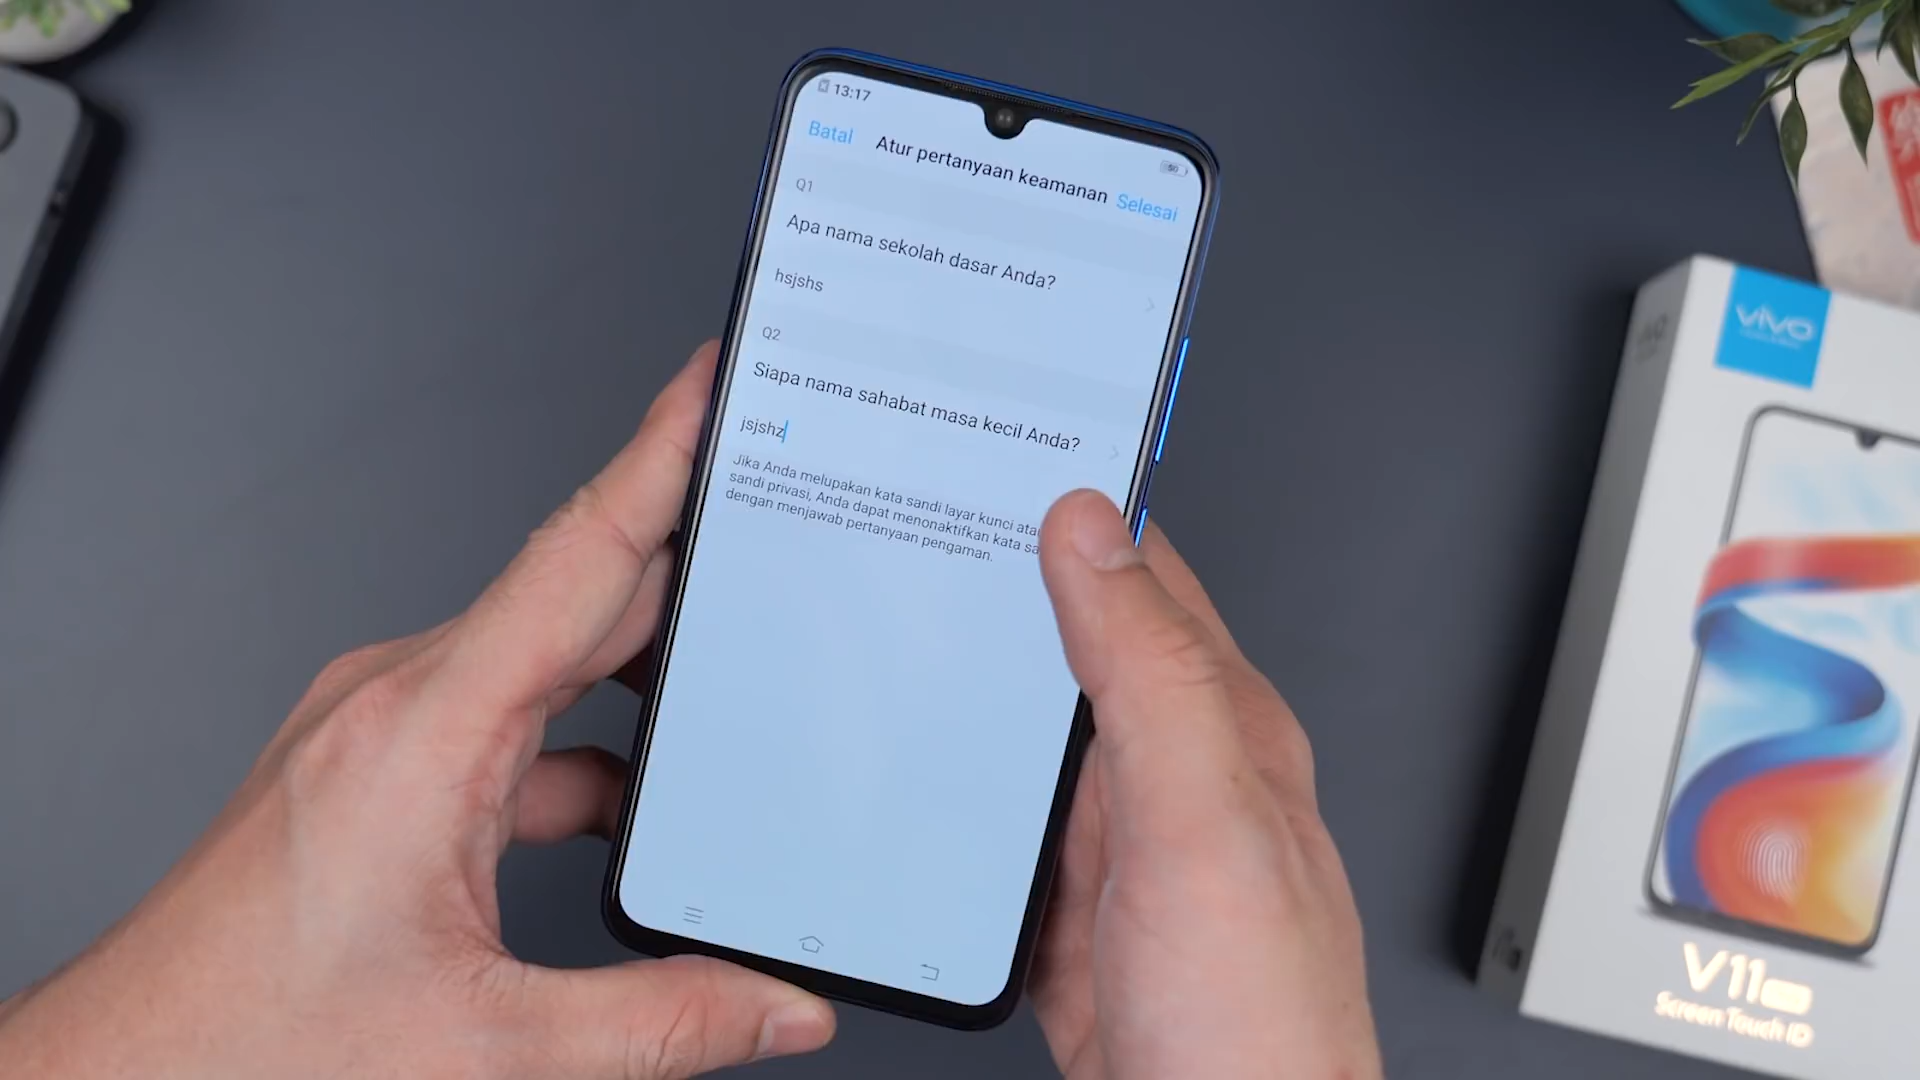 13:17
50
Batal
Atur pertanyaan keamanan
Selesai
Q1
Apa nama sekolah dasar Anda?
hsjshs
Q2
Siapa nama sahabat masa kecil Anda?
jsjshz
Jika Anda melupakan kata sandi layar kunci
sandi privasi, Anda dapat menonaktifkan kata
dengan menjawab pertanyaan pengaman.
vivo
V11
Screen Touch ID